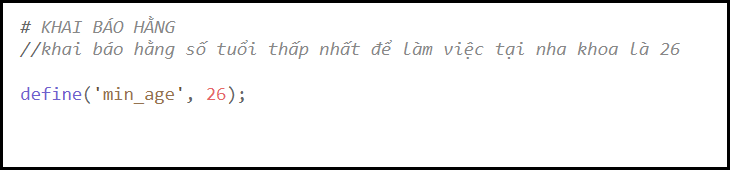 # KHAI BÁO HẰNG
//khai báo hằng số tuổi thấp nhất để làm việc tại nha khoa là 26
define('min_age', 26);